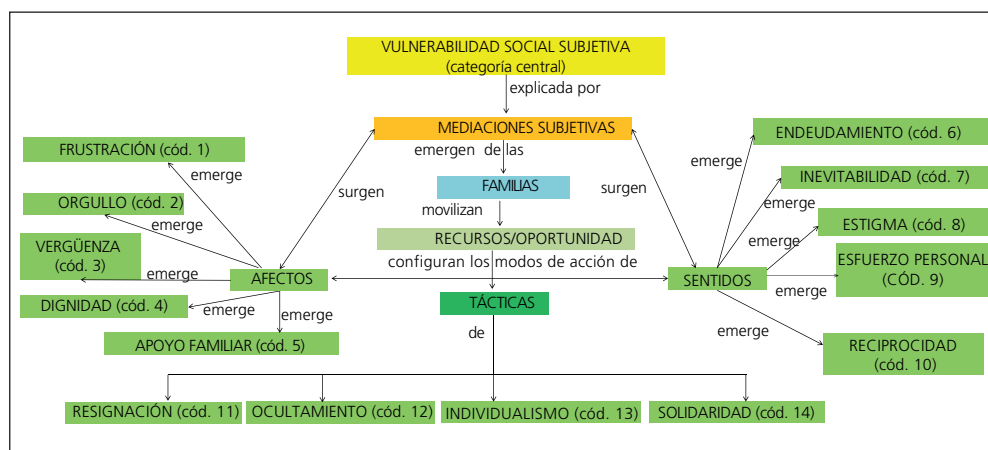 VULNERABILIDAD SOCIAL SUBJETIVA
(categoría central)
explicada por
MEDIACIONES SUBJETIVAS
emergen de las
FAMILIAS
movilizan
RECURSOS/OPORTUNIDAD
configuran los modos de acción de
TÁCTICAS
de
surgen
surgen
AFECTOS
FRUSTRACIÓN (cód. 1)
emerge
ORGULLO (cód. 2)
emerge
VERGÜENZA
(cód. 3)
emerge
DIGNIDAD (cód. 4)
emerge
emerge
APOYO FAMILIAR (cód. 5)
SENTIDOS
ENDEUDAMIENTO (cód. 6)
emerge
INEVITABILIDAD (cód. 7)
emerge
ESTIGMA (cód. 8)
emerge
ESFUERZO PERSONAL
(CÓD. 9)
emerge
emerge
RECIPROCIDAD
(cód. 10)
RESIGNACIÓN (cód. 11)
OCULTAMIENTO (cód. 12)
INDIVIDUALISMO (cód. 13)
SOLIDARIDAD (cód. 14)